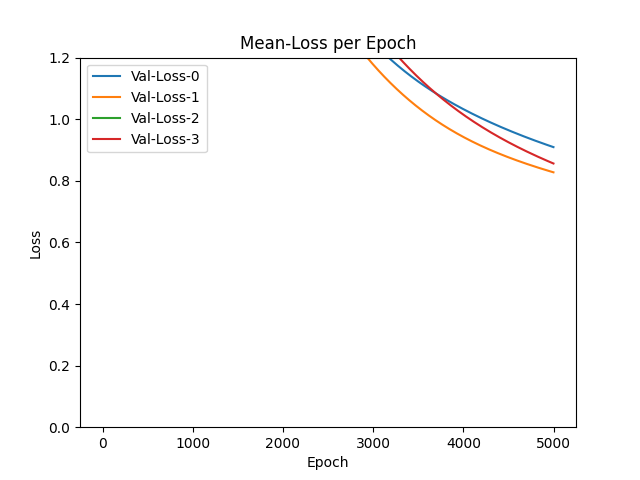 Mean-Loss per Epoch
1.2
1.0
0.8
0.6
0.4
0.2
0.0
Loss
Val-Loss-0
Val-Loss-1
Val-Loss-2
Val-Loss-3
0 1000 2000 3000 4000 5000
Epoch